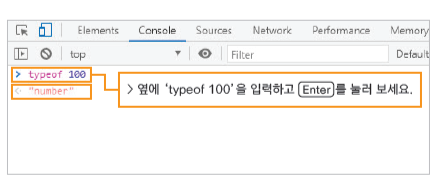 Elements Console Sources Network Performance Memory
top Filter Default
> typeof 100
<· "number"
> 옆에 ‘typeof 100’을 입력하고 Enter를 눌러 보세요.